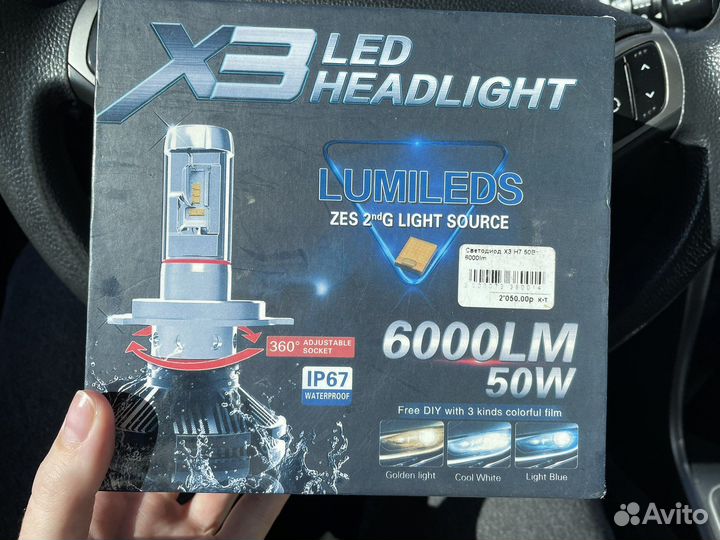 X3 LED
HEADLIGHT
LUMILEDS
ZES 2ndG LIGHT SOURCE
Светодиод X3 H7 50В-
6000lm
2'050.00р. к-т
360° ADJUSTABLE
SOCKET
6000LM
50W
IP67
WATERPROOF
Free DIY with 3 kinds colorful film
Golden light
Cool White
Light Blue
Avito